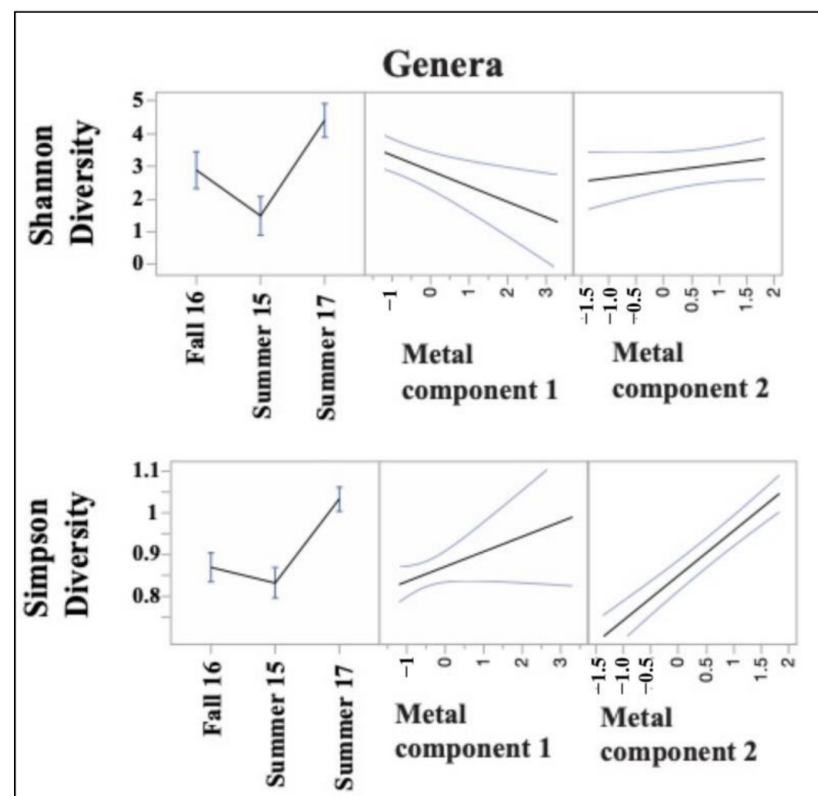 Genera
Shannon
Diversity
5
4
3
2
1
0
Fall 16
Summer 15
Summer 17
−1
0
1
2
3
−1.5
−1.0
−0.5
0
0.5
1
1.5
2
Metal
component 1
Metal
component 2
Simpson
Diversity
1.1
1
0.9
0.8
Fall 16
Summer 15
Summer 17
−1
0
1
2
3
−1.5
−1.0
−0.5
0
0.5
1
1.5
2
Metal
component 1
Metal
component 2